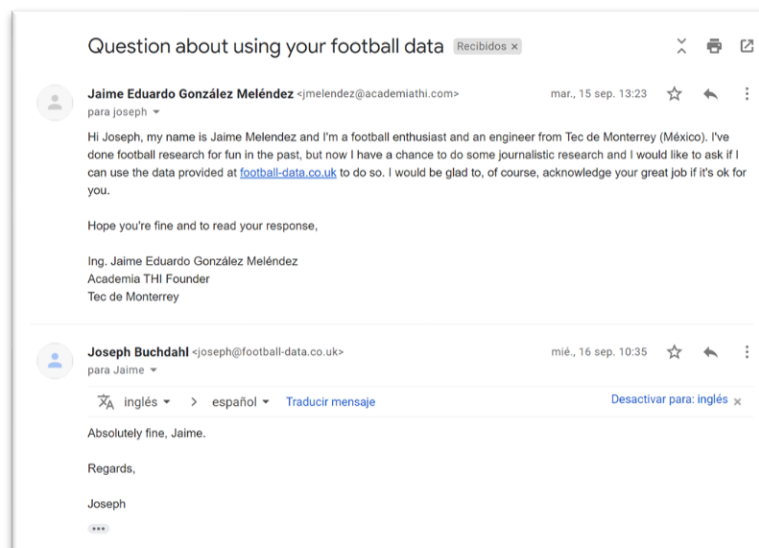 Question about using your football data Recibidos ×
Jaime Eduardo González Meléndez <jmelendez@academiathi.com> mar., 15 sep. 13:23
para joseph
Hi Joseph, my name is Jaime Melendez and I'm a football enthusiast and an engineer from Tec de Monterrey (México). I've
done football research for fun in the past, but now I have a chance to do some journalistic research and I would like to ask if I
can use the data provided at football-data.co.uk to do so. I would be glad to, of course, acknowledge your great job if it's ok for
you.
Hope you're fine and to read your response,
Ing. Jaime Eduardo González Meléndez
Academia THI Founder
Tec de Monterrey
Joseph Buchdahl <joseph@football-data.co.uk> mié., 16 sep. 10:35
para Jaime
inglés > español Traducir mensaje Desactivar para: inglés ×
Absolutely fine, Jaime.
Regards,
Joseph